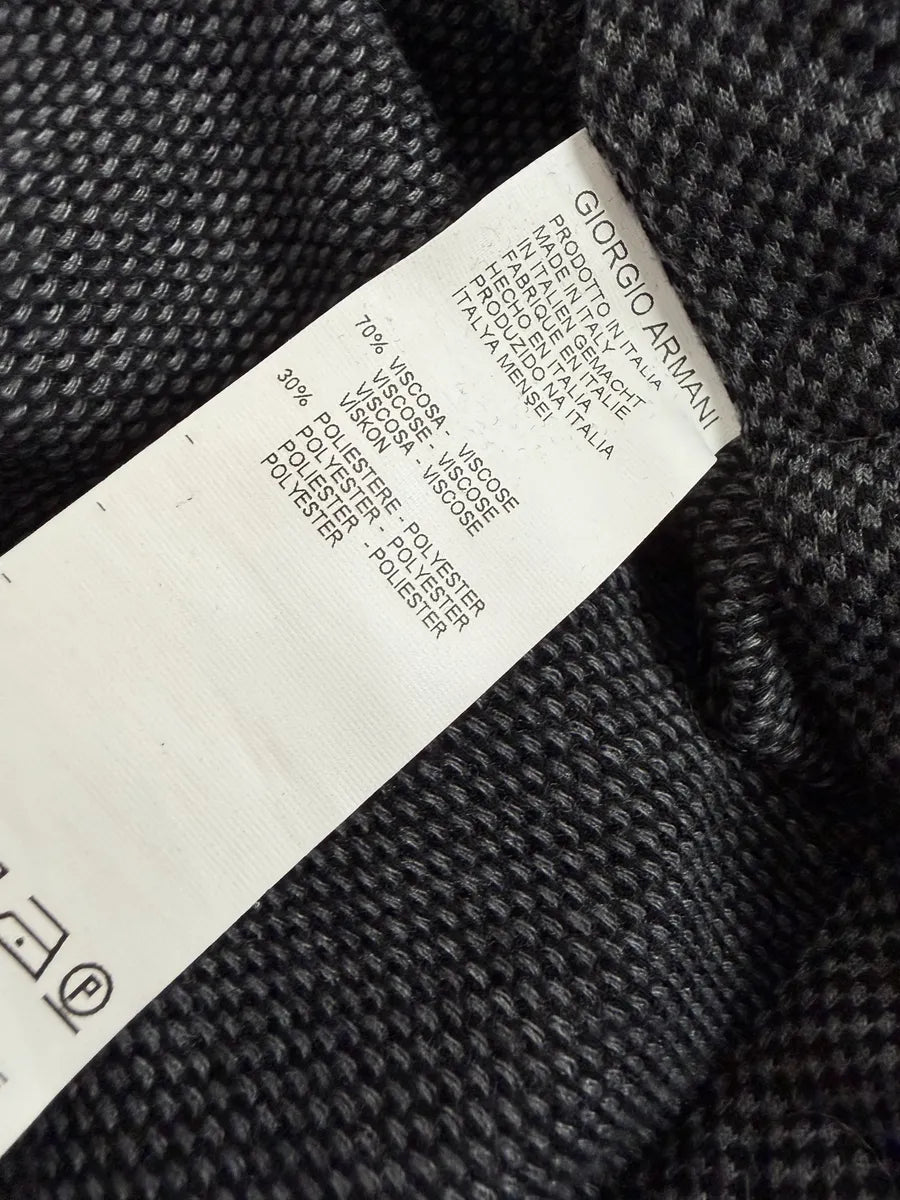 GIORGIO ARMANI
PRODOTTO IN ITALIA
MADE IN ITALY
IN ITALIEN GEMACHT
FABRIQUE EN ITALIE
HECHO EN ITALIA
PRODUZIDO NA ITALIA
ITALYA MENŞEI
70% VISCOSA - VISCOSE
VISCOSE - VISCOSE
VISCOSA - VISCOSE
VISKON
30% POLIESTERE - POLYESTER
POLYESTER - POLYESTER
POLIESTER - POLIESTER
POLYESTER
P